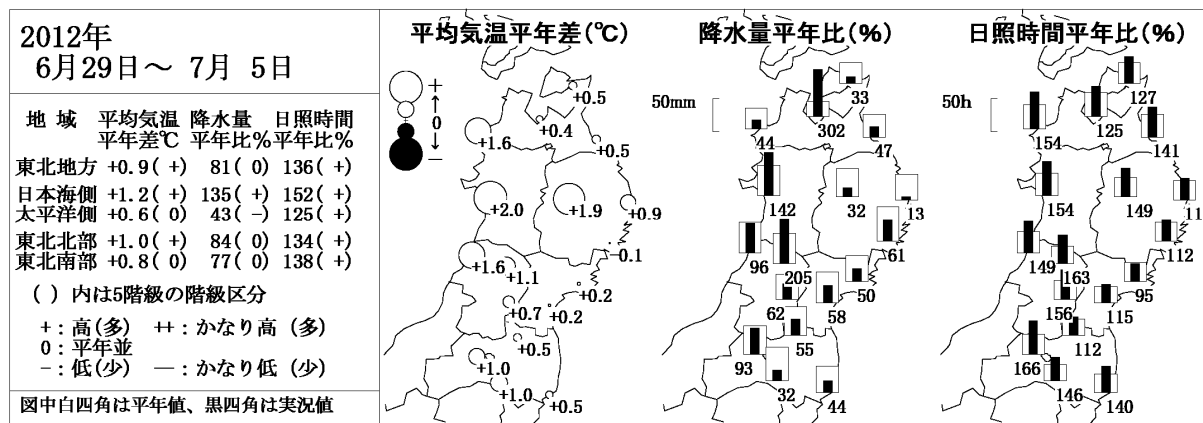 2012年
6月29日～ 7月 5日
地 域 平均気温 降水量 日照時間
平年差℃ 平年比% 平年比%
東北地方 +0.9( +) 81( 0) 136( +)
日本海側 +1.2( +) 135( +) 152( +)
太平洋側 +0.6( 0) 43( -) 125( +)
東北北部 +1.0( +) 84( 0) 134( +)
東北南部 +0.8( 0) 77( 0) 138( +)
( ) 内は5階級の階級区分
+：高(多) ++：かなり高 (多)
0：平年並
-：低(少) --：かなり低 (少)
図中白四角は平年値、黒四角は実況値
平均気温平年差(℃)
+
↑
0
↓
-
+0.5
+0.4
+1.6
+0.5
+2.0
+1.9
+0.9
-0.1
+1.6
+1.1
+0.2
+0.7
+0.2
+0.5
+1.0
+1.0
+0.5
降水量平年比(%)
50mm
33
302
44
47
142
32
13
61
96
205
50
62
58
55
93
32
44
日照時間平年比(%)
50h
127
125
154
141
154
149
11
112
149
163
95
156
115
112
166
146
140